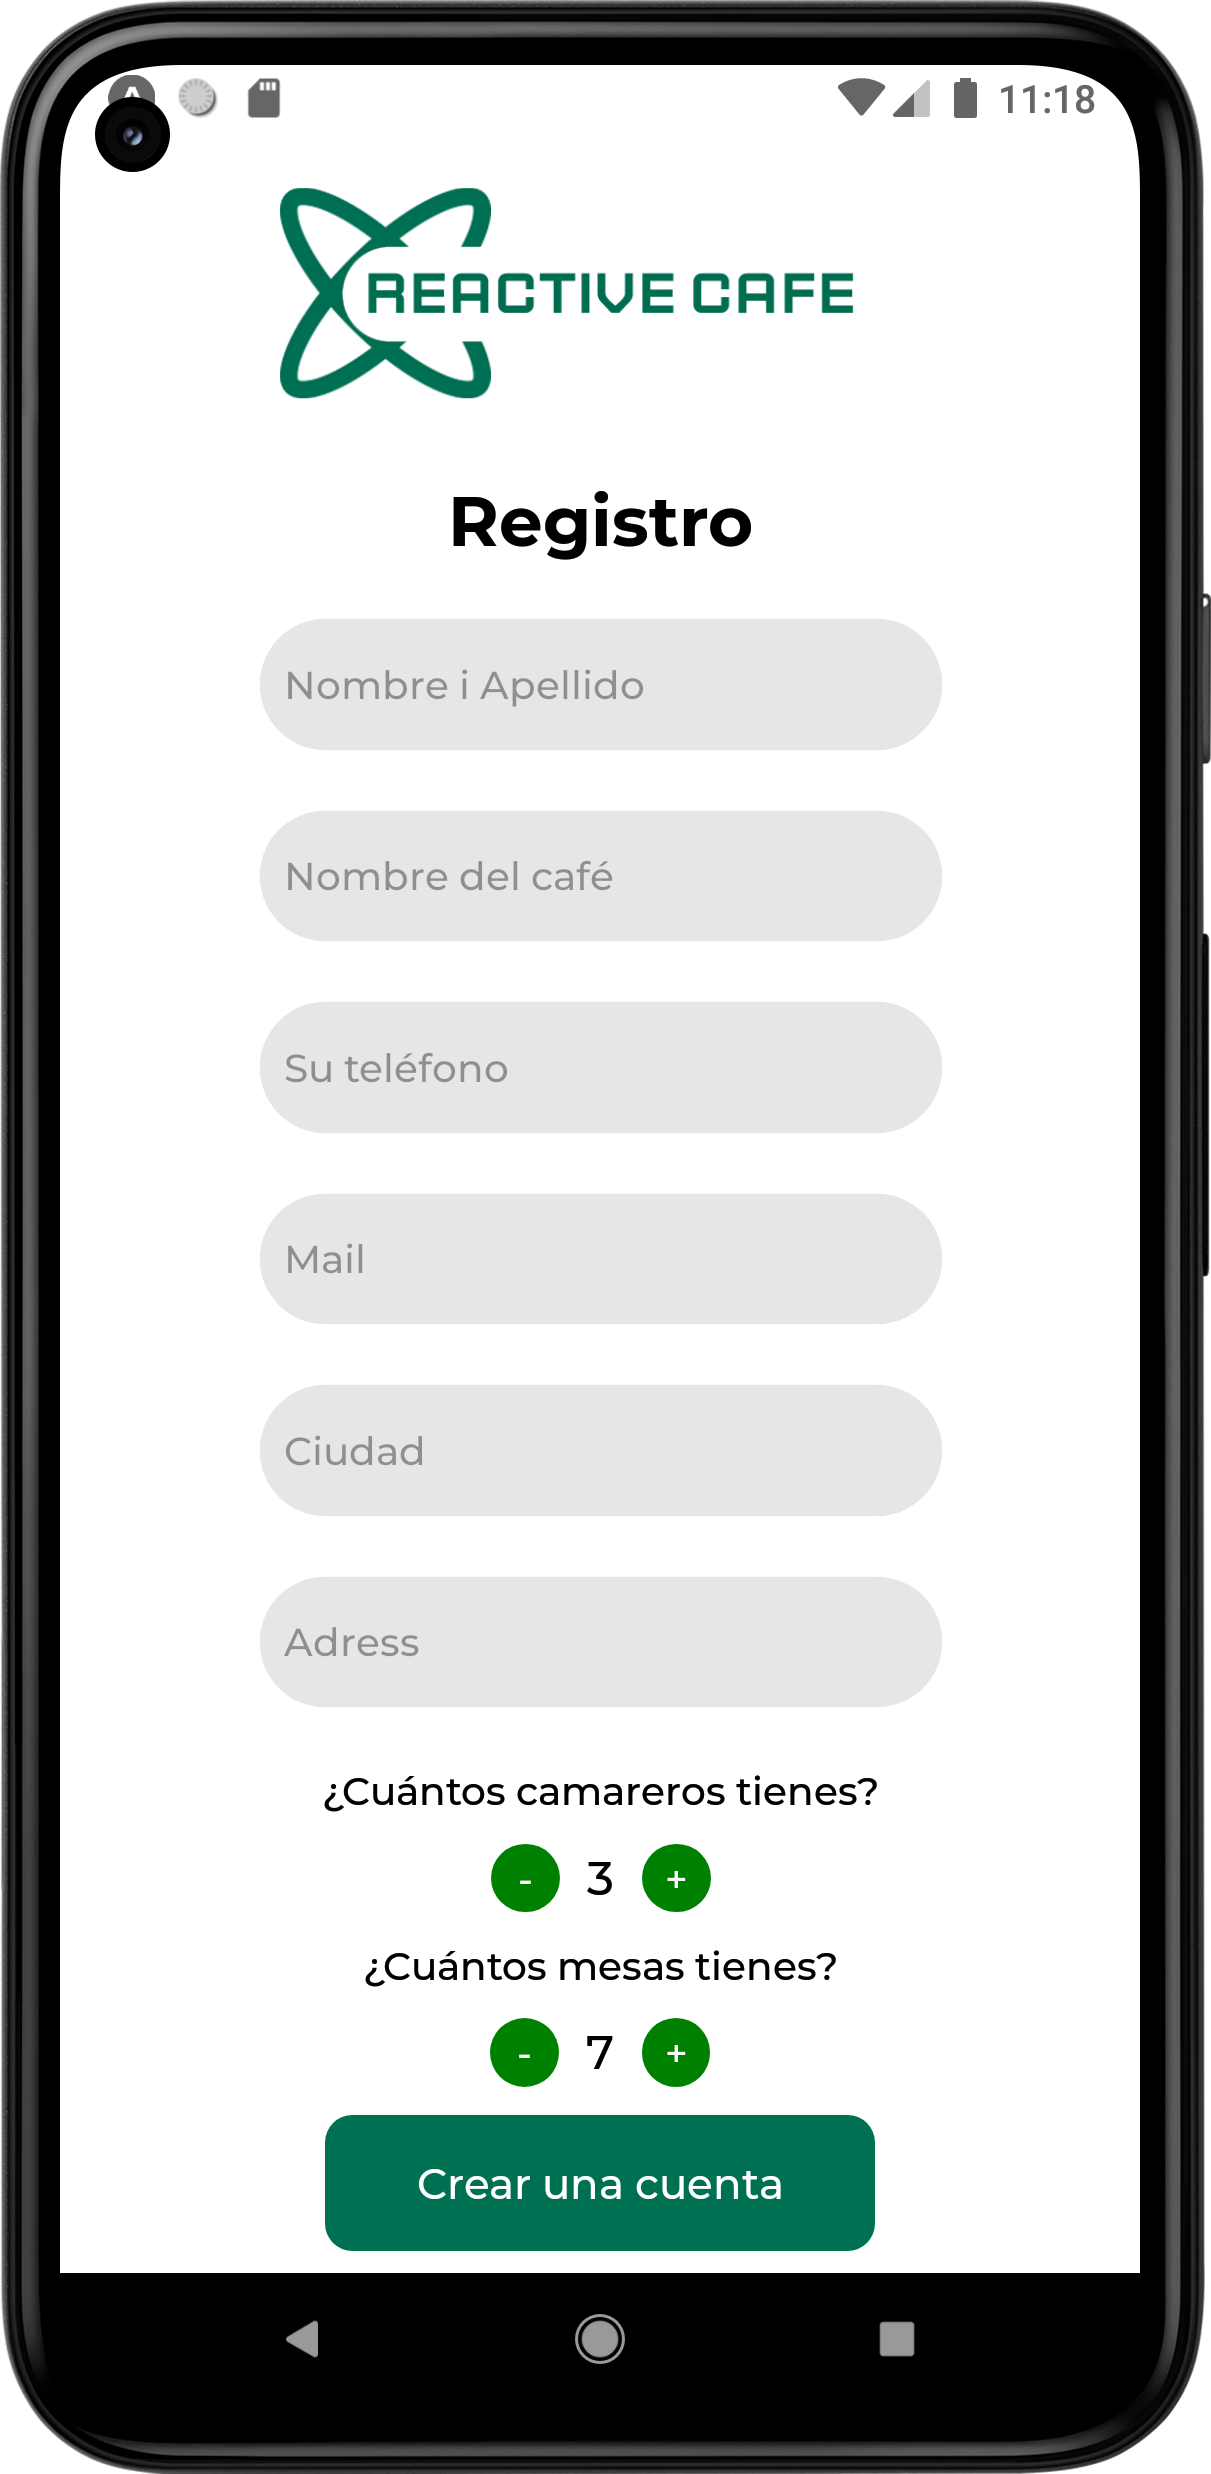 11:18
REACTIVE CAFE
Registro
Nombre i Apellido
Nombre del café
Su teléfono
Mail
Ciudad
Adress
¿Cuántos camareros tienes?
- 3 +
¿Cuántos mesas tienes?
- 7 +
Crear una cuenta